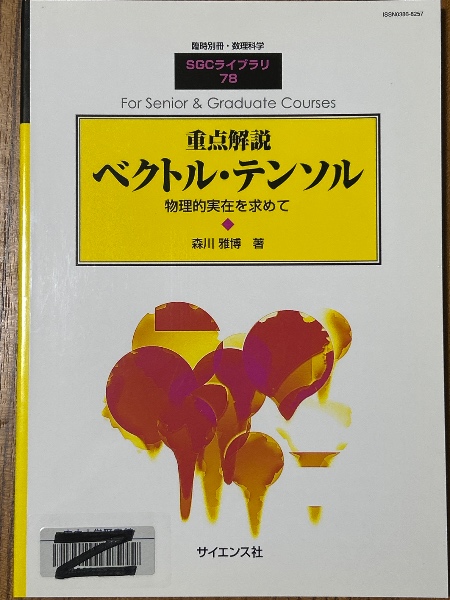 ISSN0386-8257
臨時別冊・数理科学
SGCライブラリ
78
For Senior & Graduate Courses
重点解説
ベクトル・テンソル
物理的実在を求めて
森川 雅博 著
サイエンス社